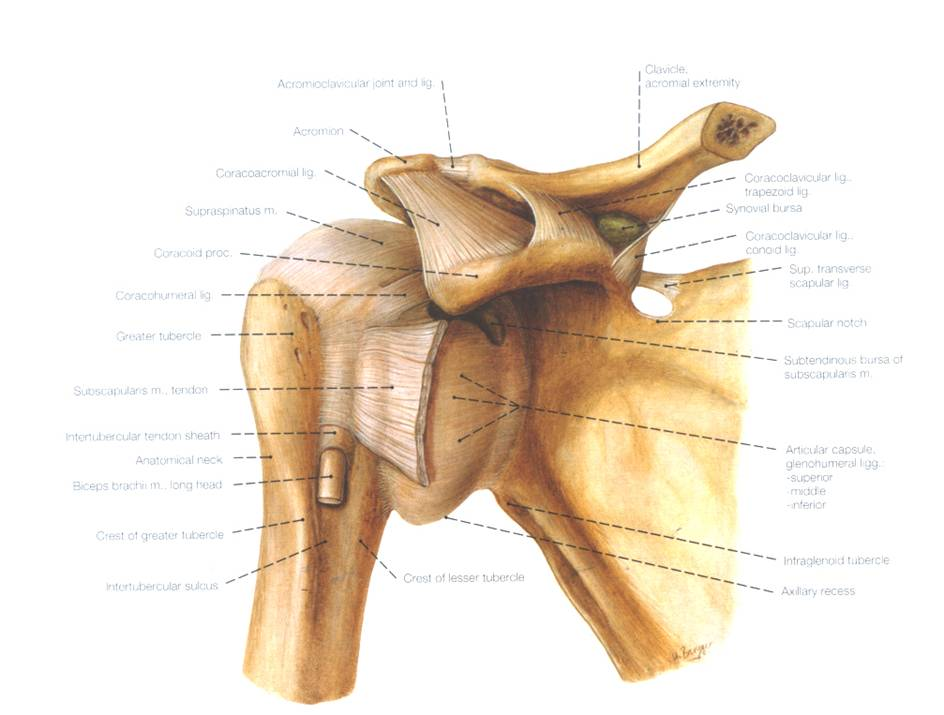 Clavicle,
acromial extremity
Acromioclavicular joint and lig.
Acromion
Coracoacromial lig.
Supraspinatus m.
Coracoid proc.
Coracohumeral lig.
Greater tubercle
Subscapularis m., tendon
Intertubercular tendon sheath
Anatomical neck
Biceps brachii m., long head
Crest of greater tubercle
Intertubercular sulcus
Crest of lesser tubercle
Coracoclavicular lig.,
trapezoid lig.
Synovial bursa
Coracoclavicular lig.,
conoid lig.
Sup. transverse
scapular lig.
Scapular notch
Subtendinous bursa of
subscapularis m.
Articular capsule,
glenohumeral ligg.:
-superior
-middle
-inferior
Infraglenoid tubercle
Axillary recess